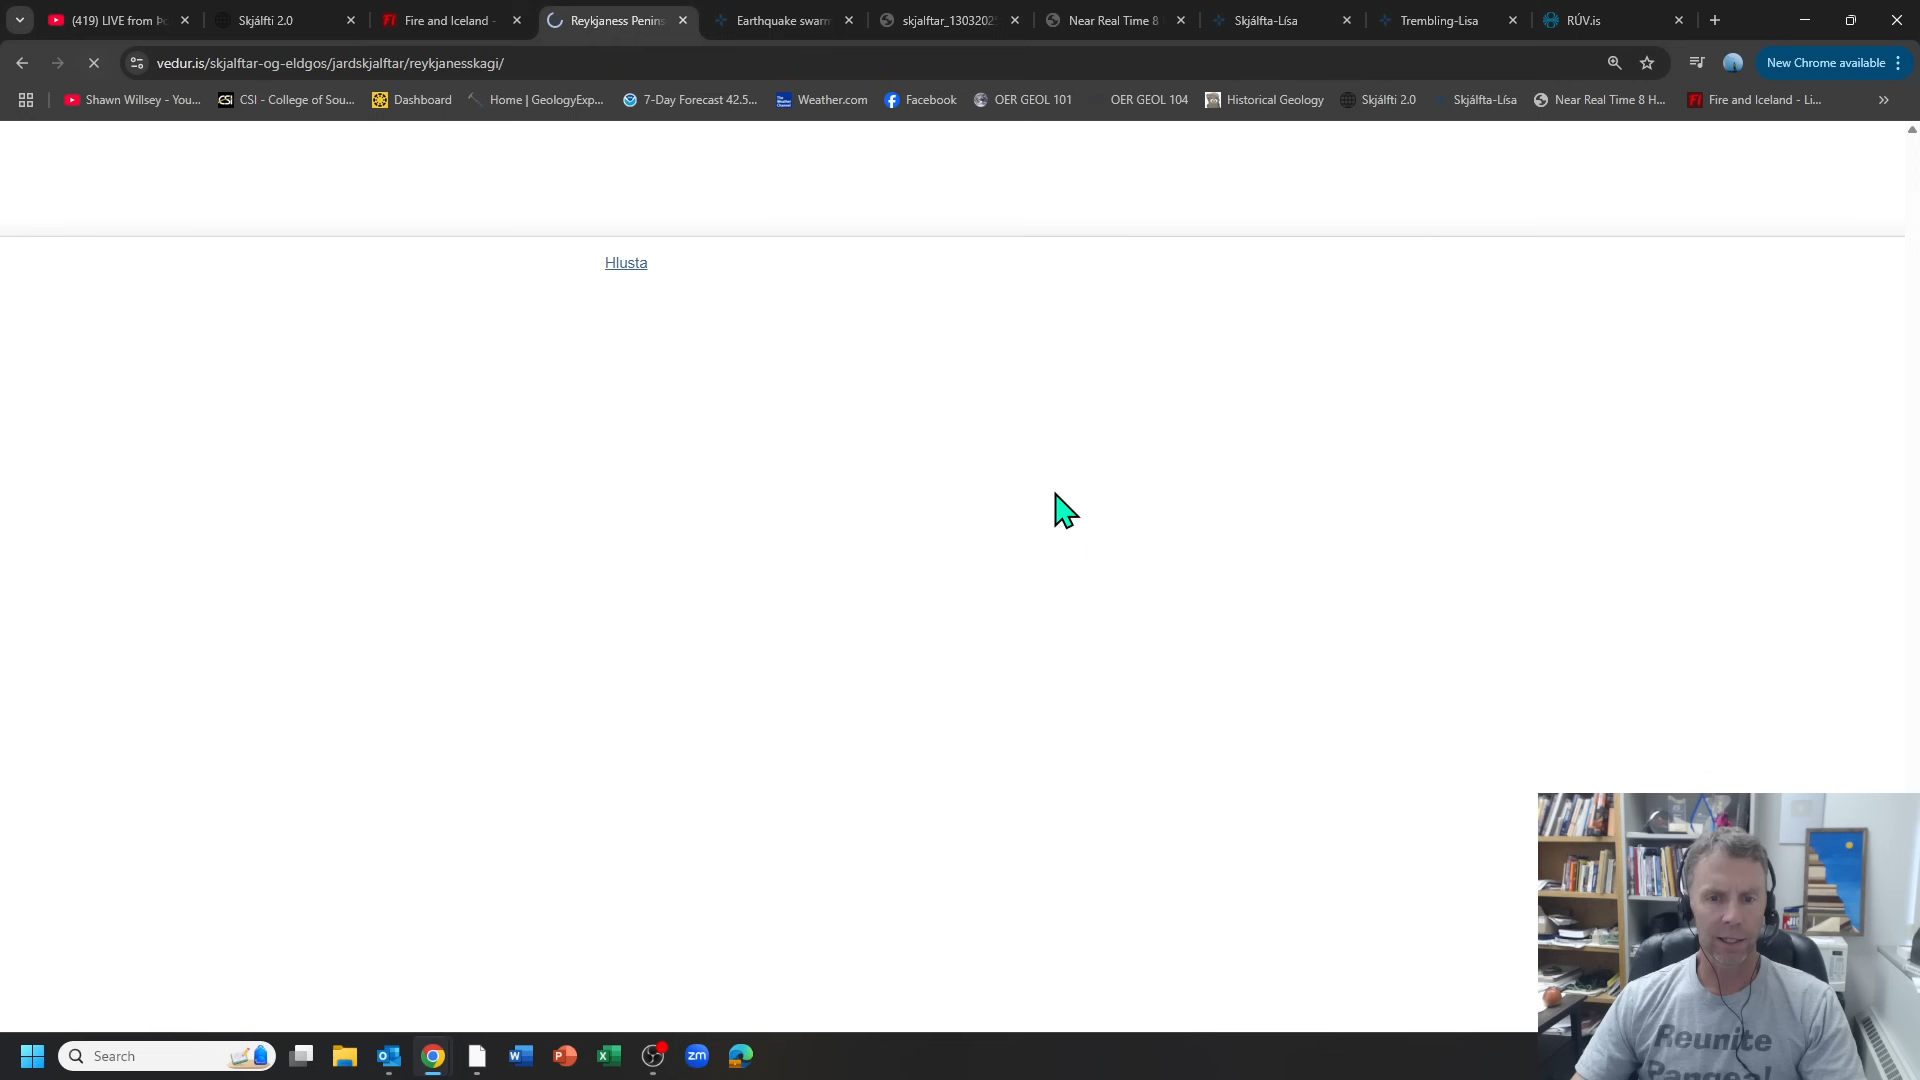 (419) LIVE from Þo
Skjálfti 2.0
Fire and Iceland -
Reykjaness Penins
Earthquake swarm
skjalftar_1303202
Near Real Time 8
Skjálfta-Lísa
Trembling-Lisa
RÚV.is
vedur.is/skjalftar-og-eldgos/jardskjalftar/reykjanesskagi/
New Chrome available
Shawn Willsey - You...
CSI - College of Sou...
Dashboard
Home | GeologyExp...
7-Day Forecast 42.5...
Weather.com
Facebook
OER GEOL 101
OER GEOL 104
Historical Geology
Skjálfti 2.0
Skjálfta-Lísa
Near Real Time 8 H...
Fire and Iceland - Li...
Hlusta
Reunite
Pangea!
Search